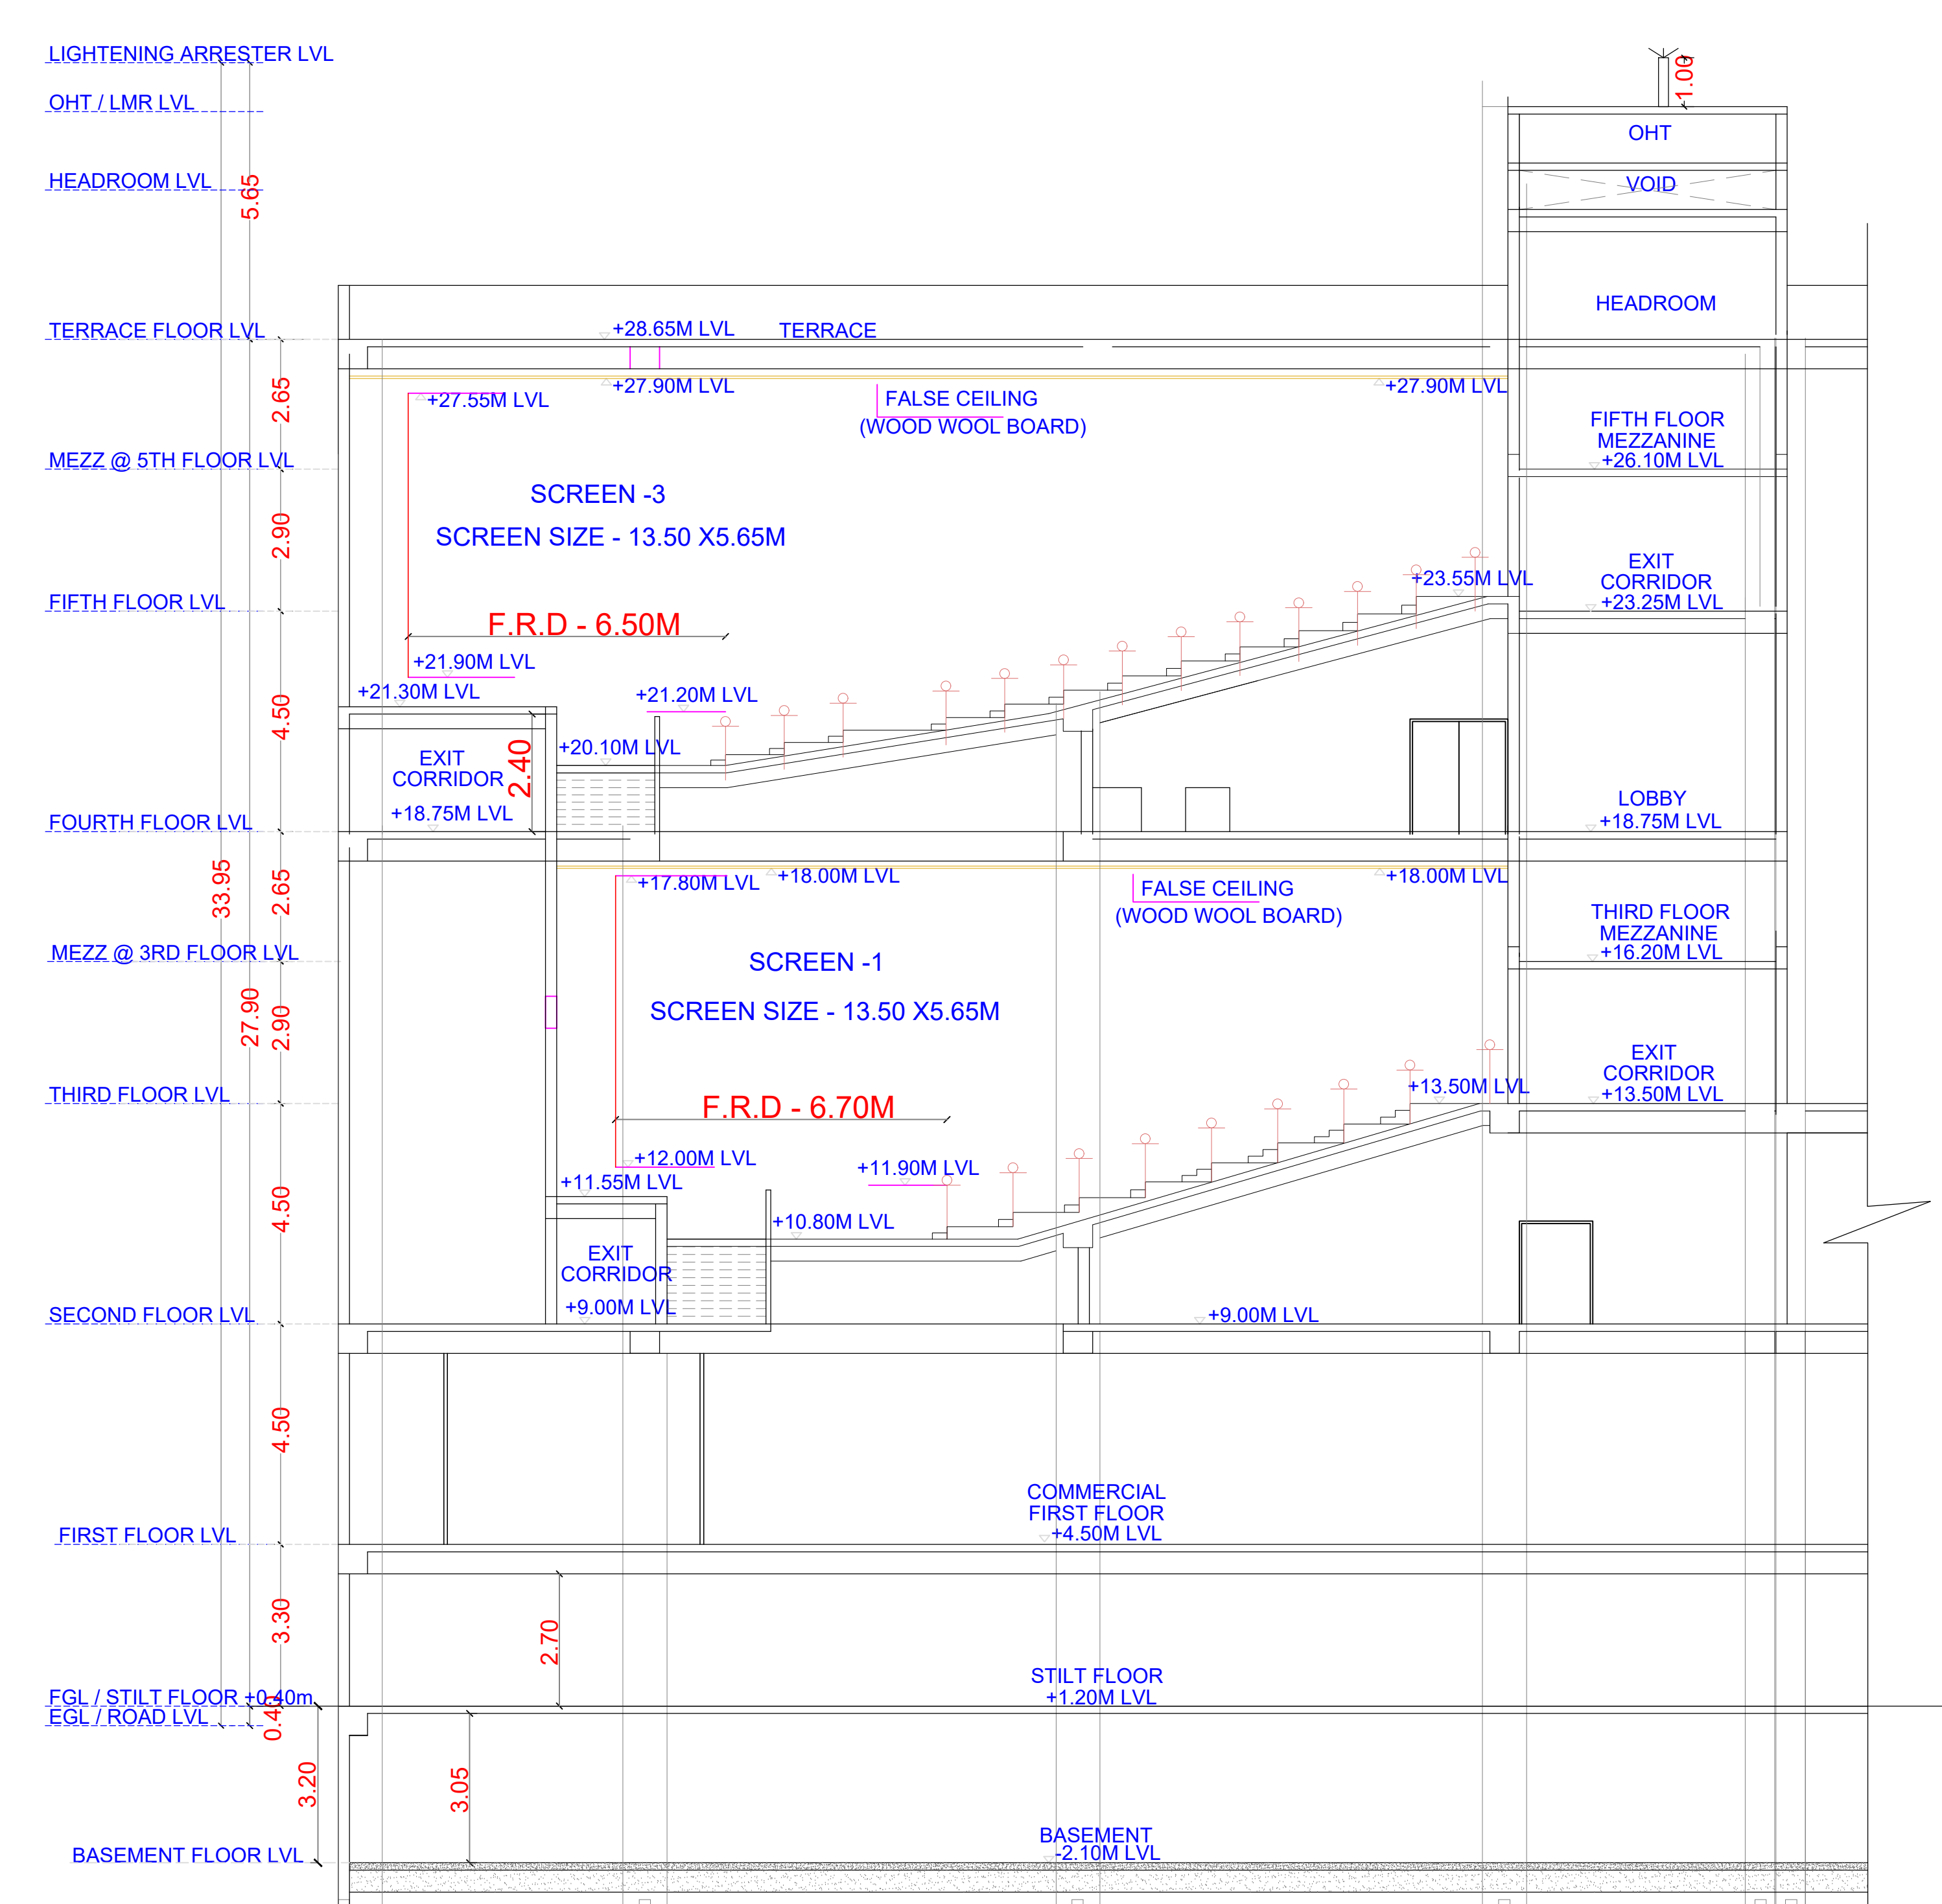 LIGHTENING ARRESTER LVL
OHT / LMR LVL
HEADROOM LVL
5.65
1.00
OHT
VOID
HEADROOM
TERRACE FLOOR LVL
+28.65M LVL
TERRACE
+27.90M LVL
+27.90M LVL
+27.55M LVL
FALSE CEILING
(WOOD WOOL BOARD)
2.65
FIFTH FLOOR
MEZZANINE
+26.10M LVL
MEZZ @ 5TH FLOOR LVL
SCREEN -3
SCREEN SIZE - 13.50 X5.65M
2.90
EXIT
CORRIDOR
+23.25M LVL
+23.55M LVL
FIFTH FLOOR LVL
F.R.D - 6.50M
+21.90M LVL
+21.30M LVL
+21.20M LVL
4.50
+20.10M LVL
EXIT
CORRIDOR
2.40
+18.75M LVL
LOBBY
+18.75M LVL
FOURTH FLOOR LVL
33.95
2.65
+17.80M LVL
+18.00M LVL
+18.00M LVL
FALSE CEILING
(WOOD WOOL BOARD)
THIRD FLOOR
MEZZANINE
+16.20M LVL
MEZZ @ 3RD FLOOR LVL
SCREEN -1
SCREEN SIZE - 13.50 X5.65M
27.90
2.90
EXIT
CORRIDOR
+13.50M LVL
+13.50M LVL
THIRD FLOOR LVL
F.R.D - 6.70M
+12.00M LVL
+11.90M LVL
+11.55M LVL
4.50
+10.80M LVL
EXIT
CORRIDOR
+9.00M LVL
+9.00M LVL
SECOND FLOOR LVL
4.50
COMMERCIAL
FIRST FLOOR
+4.50M LVL
FIRST FLOOR LVL
3.30
2.70
STILT FLOOR
+1.20M LVL
FGL / STILT FLOOR +0.40m
EGL / ROAD LVL
0.40
3.20
3.05
BASEMENT
-2.10M LVL
BASEMENT FLOOR LVL